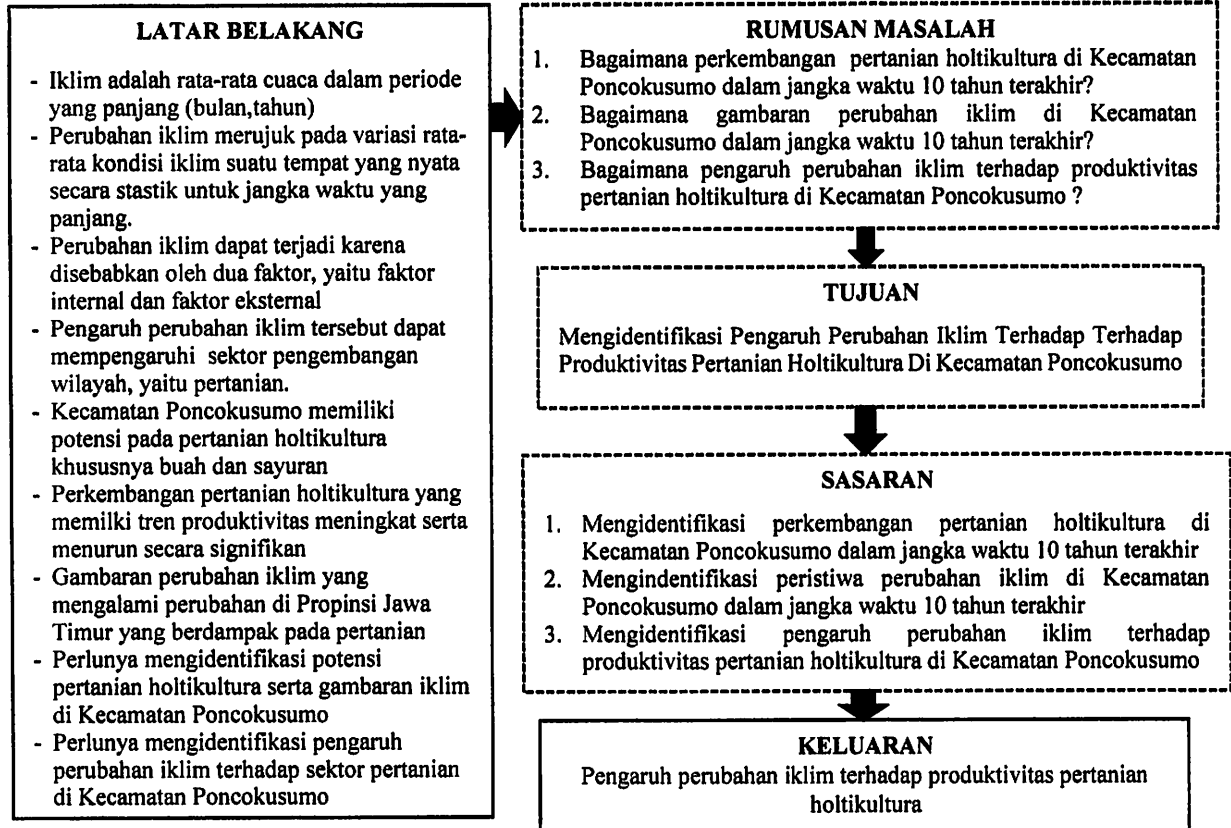 LATAR BELAKANG
- Iklim adalah rata-rata cuaca dalam periode
yang panjang (bulan,tahun)
- Perubahan iklim merujuk pada variasi rata-
rata kondisi iklim suatu tempat yang nyata
secara stastik untuk jangka waktu yang
panjang.
- Perubahan iklim dapat terjadi karena
disebabkan oleh dua faktor, yaitu faktor
internal dan faktor eksternal
- Pengaruh perubahan iklim tersebut dapat
mempengaruhi sektor pengembangan
wilayah, yaitu pertanian.
- Kecamatan Poncokusumo memiliki
potensi pada pertanian holtikultura
khususnya buah dan sayuran
- Perkembangan pertanian holtikultura yang
memilki tren produktivitas meningkat serta
menurun secara signifikan
- Gambaran perubahan iklim yang
mengalami perubahan di Propinsi Jawa
Timur yang berdampak pada pertanian
- Perlunya mengidentifikasi potensi
pertanian holtikultura serta gambaran iklim
di Kecamatan Poncokusumo
- Perlunya mengidentifikasi pengaruh
perubahan iklim terhadap sektor pertanian
di Kecamatan Poncokusumo
RUMUSAN MASALAH
1. Bagaimana perkembangan pertanian holtikultura di Kecamatan
Poncokusumo dalam jangka waktu 10 tahun terakhir?
2. Bagaimana gambaran perubahan iklim di Kecamatan
Poncokusumo dalam jangka waktu 10 tahun terakhir?
3. Bagaimana pengaruh perubahan iklim terhadap produktivitas
pertanian holtikultura di Kecamatan Poncokusumo ?
TUJUAN
Mengidentifikasi Pengaruh Perubahan Iklim Terhadap Terhadap
Produktivitas Pertanian Holtikultura Di Kecamatan Poncokusumo
SASARAN
1. Mengidentifikasi perkembangan pertanian holtikultura di
Kecamatan Poncokusumo dalam jangka waktu 10 tahun terakhir
2. Mengindentifikasi peristiwa perubahan iklim di Kecamatan
Poncokusumo dalam jangka waktu 10 tahun terakhir
3. Mengidentifikasi pengaruh perubahan iklim terhadap
produktivitas pertanian holtikultura di Kecamatan Poncokusumo
KELUARAN
Pengaruh perubahan iklim terhadap produktivitas pertanian
holtikultura